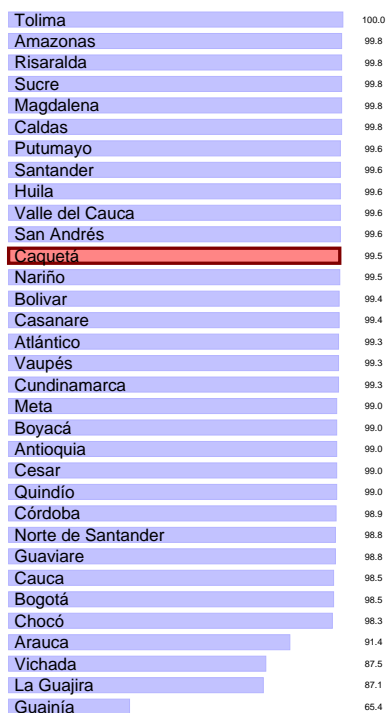 Tolima 100.0
Amazonas 99.8
Risaralda 99.8
Sucre 99.8
Magdalena 99.8
Caldas 99.8
Putumayo 99.6
Santander 99.6
Huila 99.6
Valle del Cauca 99.6
San Andrés 99.6
Caquetá 99.5
Nariño 99.5
Bolivar 99.4
Casanare 99.4
Atlántico 99.3
Vaupés 99.3
Cundinamarca 99.3
Meta 99.0
Boyacá 99.0
Antioquia 99.0
Cesar 99.0
Quindío 99.0
Córdoba 98.9
Norte de Santander 98.8
Guaviare 98.8
Cauca 98.5
Bogotá 98.5
Chocó 98.3
Arauca 91.4
Vichada 87.5
La Guajira 87.1
Guainía 65.4